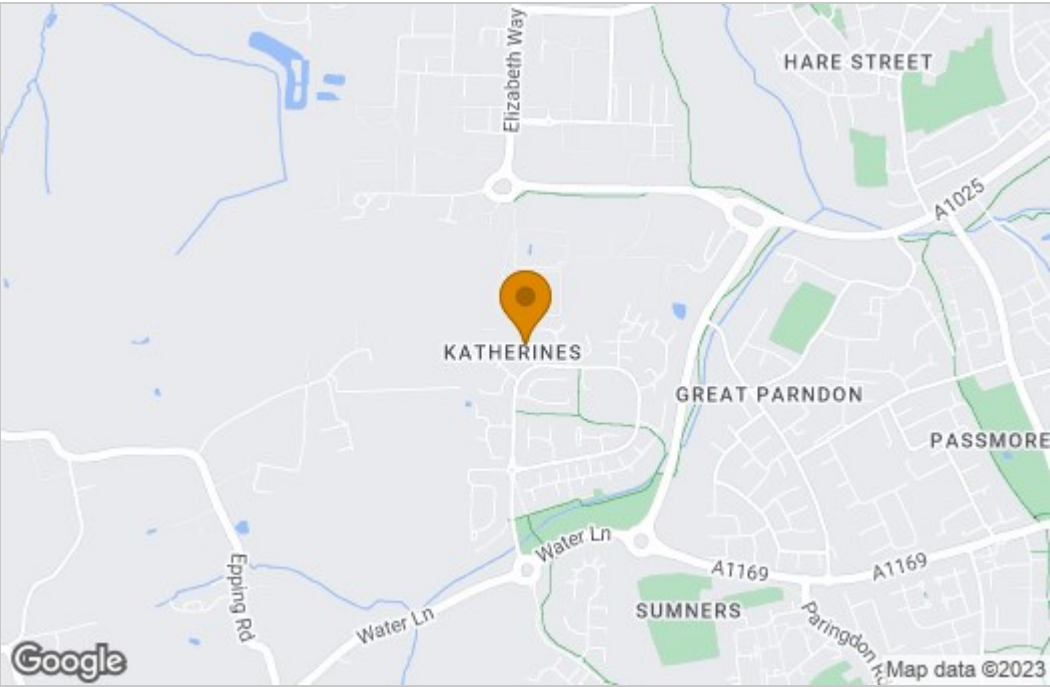 Elizabeth Way
HARE STREET
A1025
KATHERINES
GREAT PARNDON
PASSMORE
Epping Rd
Water Ln
A1169
A1169
SUMNERS
Water Ln
Paringdon Rd
Google
Map data ©2023